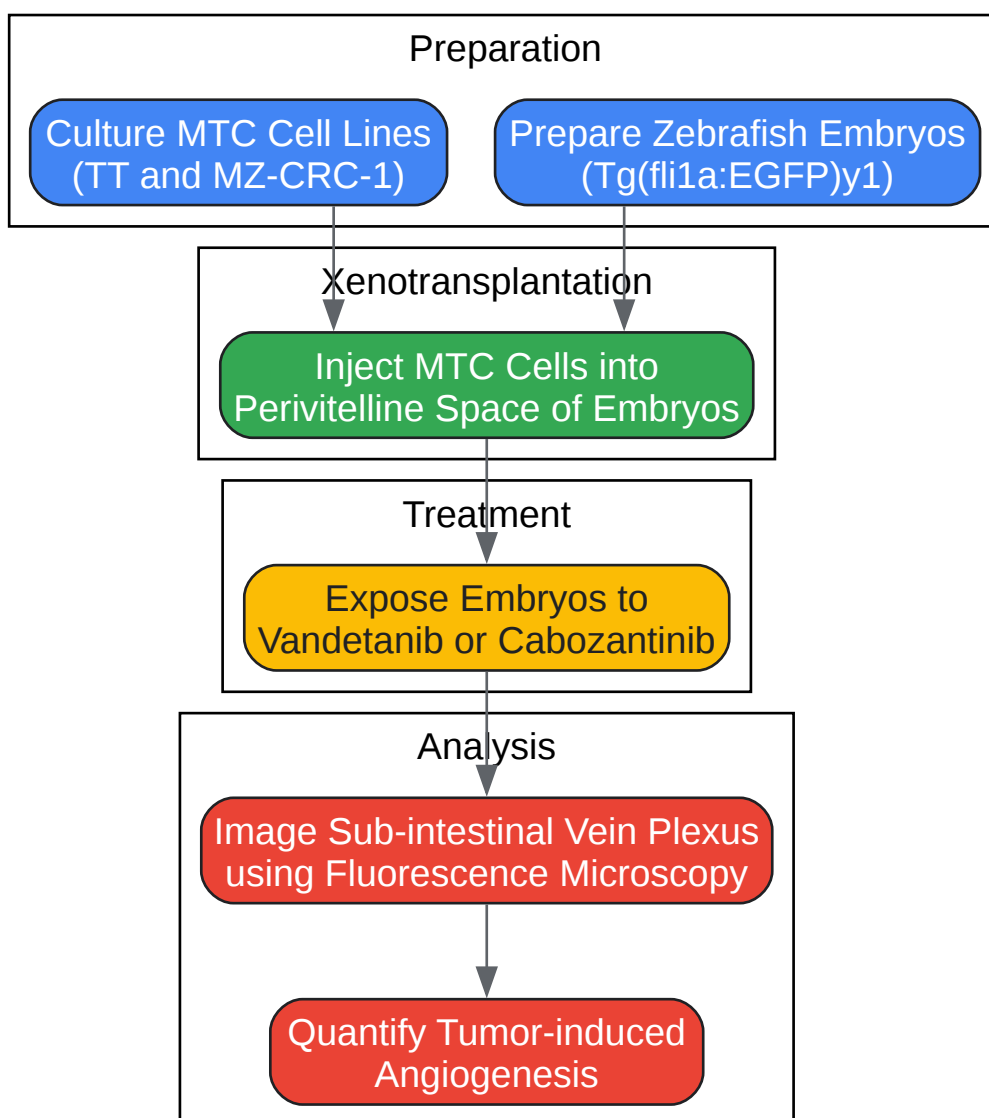 Preparation
Culture MTC Cell Lines
(TT and MZ-CRC-1)
Prepare Zebrafish Embryos
(Tg(fli1a:EGFP)y1)
Xenotransplantation
Inject MTC Cells into
Perivitelline Space of Embryos
Treatment
Expose Embryos to
Vandetanib or Cabozantinib
Analysis
Image Sub-intestinal Vein Plexus
using Fluorescence Microscopy
Quantify Tumor-induced
Angiogenesis